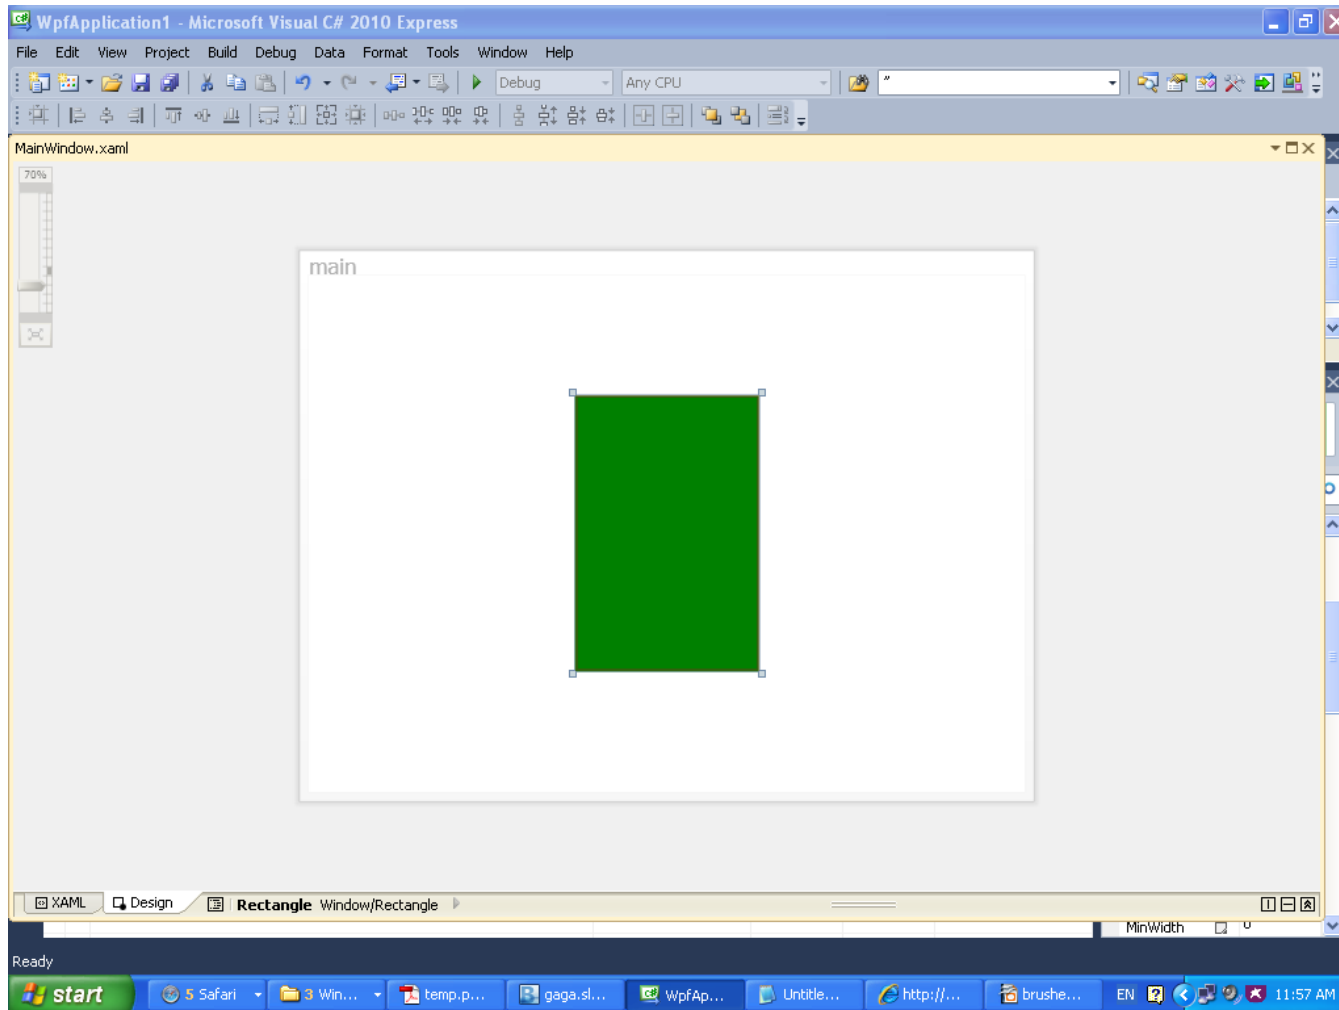 WpfApplication1 - Microsoft Visual C# 2010 Express
File Edit View Project Build Debug Data Format Tools Window Help
Debug Any CPU "
MainWindow.xaml
70%
main
XAML Design Rectangle Window/Rectangle
MinWidth 0
Ready
start 5 Safari 3 Win... temp.p... gaga.sl... WpfAp... Untitle... http://... brushe... EN 11:57 AM